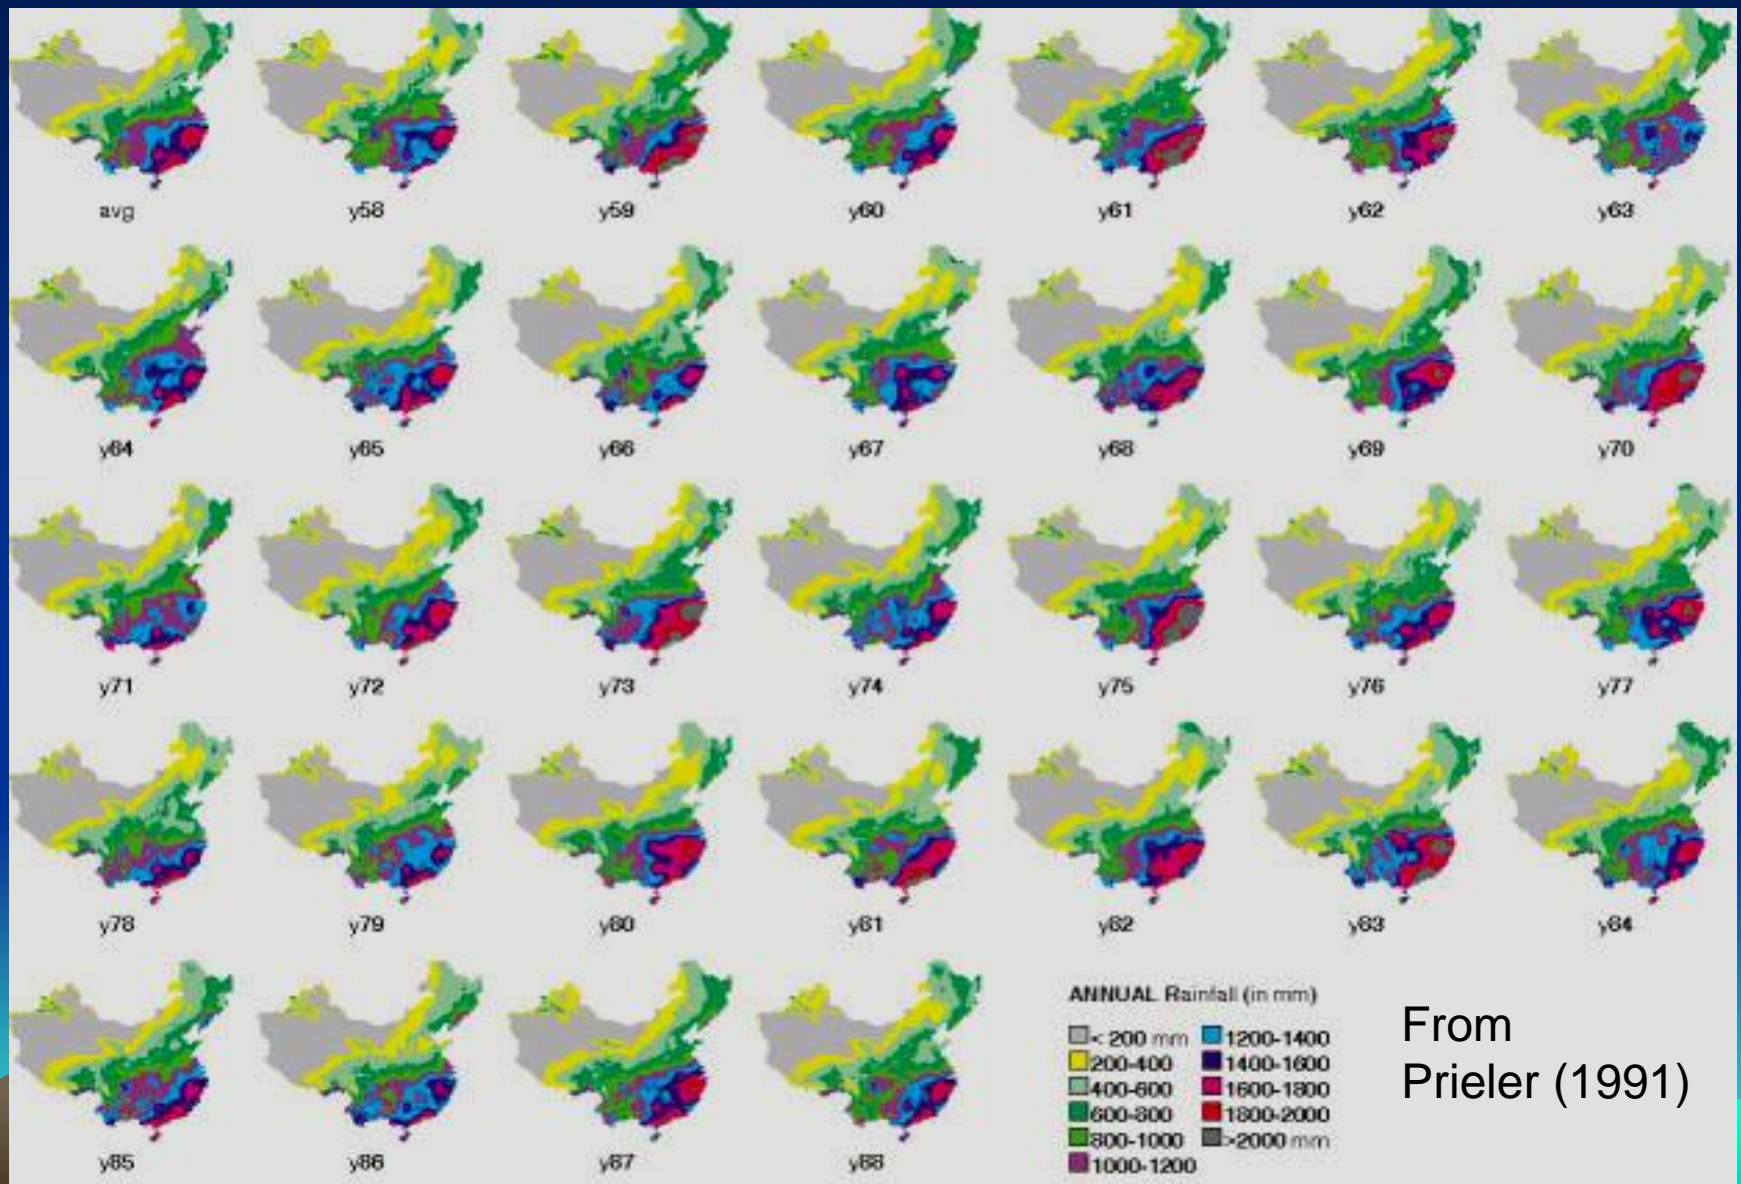 avg y58 y59 y60 y61 y62 y63
y64 y65 y66 y67 y68 y69 y70
y71 y72 y73 y74 y75 y76 y77
y78 y79 y80 y81 y82 y83 y84
y85 y86 y87 y88
ANNUAL Rainfall (in mm)
< 200 mm 1200-1400
200-400 1400-1600
400-600 1600-1800
600-800 1800-2000
800-1000 >2000 mm
1000-1200
From
Prieler (1991)